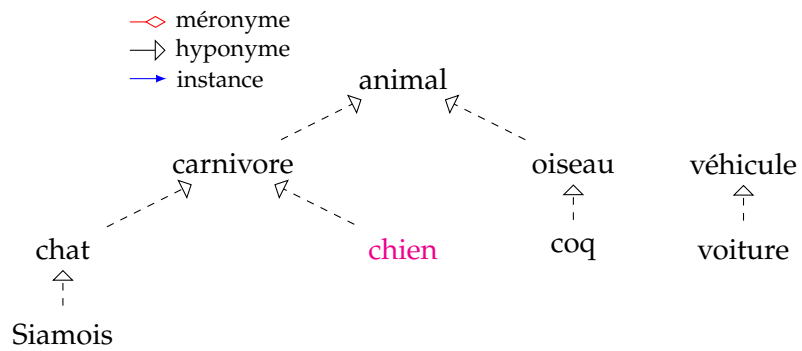 méronyme
hyponyme
instance
animal
carnivore oiseau véhicule
chat chien coq voiture
Siamois